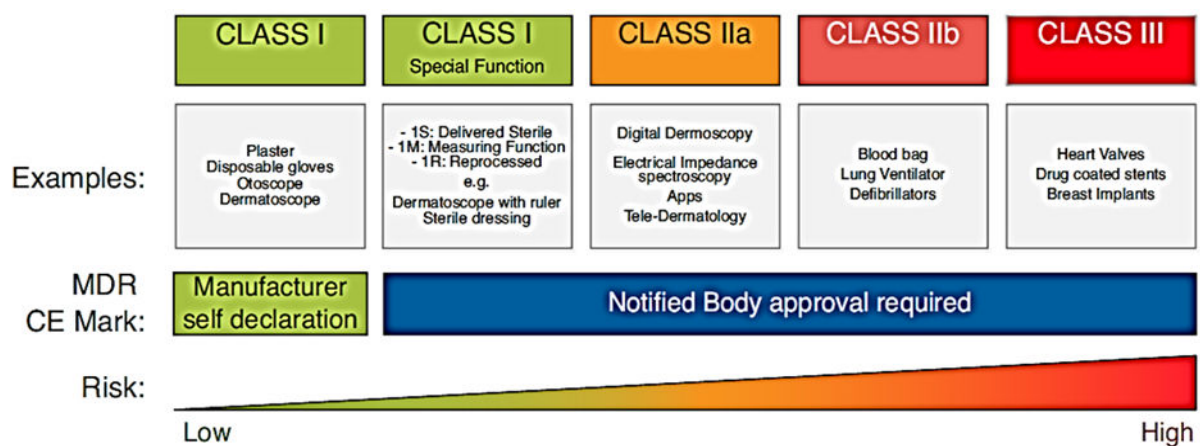 CLASS I
CLASS I
Special Function
CLASS IIa
CLASS IIb
CLASS III
Examples:
Plaster
Disposable gloves
Otoscope
Dermatoscope
- 1S: Delivered Sterile
- 1M: Measuring Function
- 1R: Reprocessed
e.g.
Dermatoscope with ruler
Sterile dressing
Digital Dermoscopy
Electrical Impedance
spectroscopy
Apps
Tele-Dermatology
Blood bag
Lung Ventilator
Defibrillators
Heart Valves
Drug coated stents
Breast Implants
MDR
CE Mark:
Manufacturer
self declaration
Notified Body approval required
Risk:
Low
High